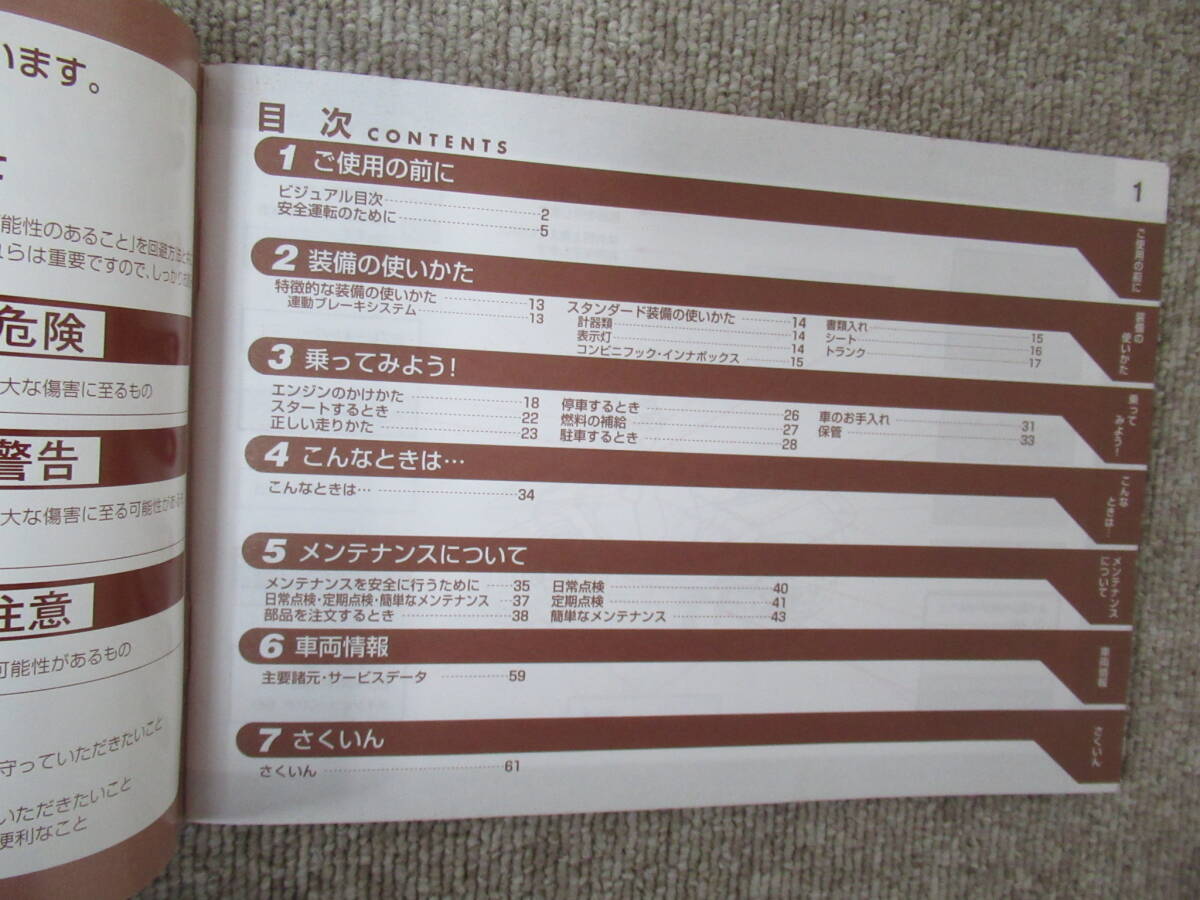 います。
能性のあること」を回避方法と
らは重要ですので、しっかり
危険
大な傷害に至るもの
警告
大な傷害に至る可能性がある
注意
可能性があるもの
守っていただきたいこと
いただきたいこと
便利なこと
目 次 CONTENTS
1
1 ご使用の前に
ビジュアル目次 2
安全運転のために 5
2 装備の使いかた
特徴的な装備の使いかた 13
連動ブレーキシステム 13
スタンダード装備の使いかた 14
計器類 14
表示灯 14
コンビニフック・インナボックス 15
書類入れ 15
シート 16
トランク 17
3 乗ってみよう!
エンジンのかけかた 18
スタートするとき 22
正しい走りかた 23
停車するとき 26
燃料の補給 27
駐車するとき 28
車のお手入れ 31
保管 33
4 こんなときは…
こんなときは… 34
5 メンテナンスについて
メンテナンスを安全に行うために 35
日常点検・定期点検・簡単なメンテナンス 37
部品を注文するとき 38
日常点検 40
定期点検 41
簡単なメンテナンス 43
6 車両情報
主要諸元・サービスデータ 59
7 さくいん
さくいん 61
ご使用の前に
装備の
使いかた
乗って
みよう!
こんな
ときは…
メンテナンス
について
車両情報
さくいん